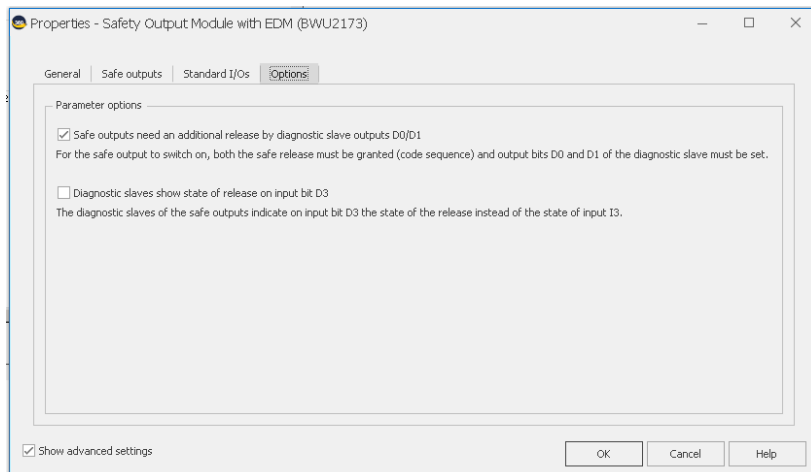 Properties - Safety Output Module with EDM (BWU2173)
General
Safe outputs
Standard I/Os
Options
Parameter options
Safe outputs need an additional release by diagnostic slave outputs D0/D1
For the safe output to switch on, both the safe release must be granted (code sequence) and output bits D0 and D1 of the diagnostic slave must be set.
Diagnostic slaves show state of release on input bit D3
The diagnostic slaves of the safe outputs indicate on input bit D3 the state of the release instead of the state of input I3.
Show advanced settings
OK
Cancel
Help